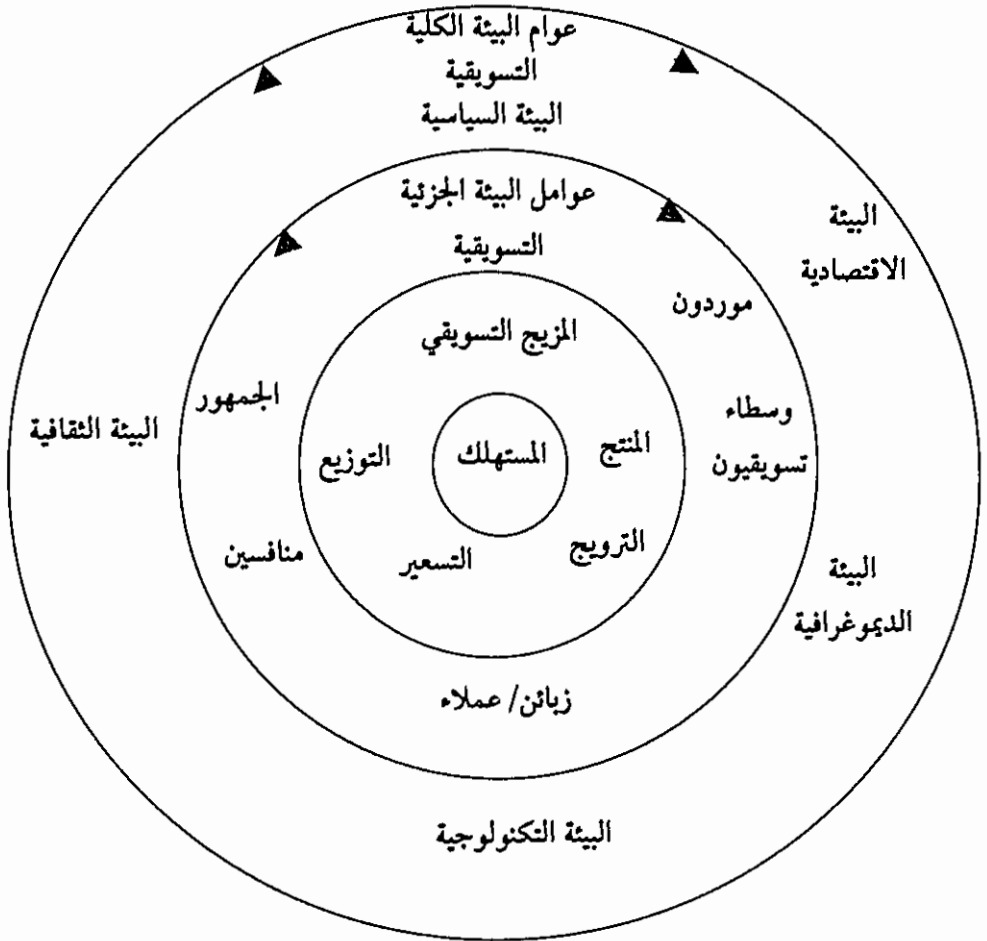 عوام البيئة الكلية
التسويقية
البيئة السياسية
عوامل البيئة الجزئية
التسويقية
البيئة
الاقتصادية
موردون
المزيج التسويقي
الجمهور
وسطاء
تسويقيون
البيئة الثقافية
المنتج
المستهلك
التوزيع
الترويج
التسعير
منافسين
البيئة
الديموغرافية
زبائن/ عملاء
البيئة التكنولوجية